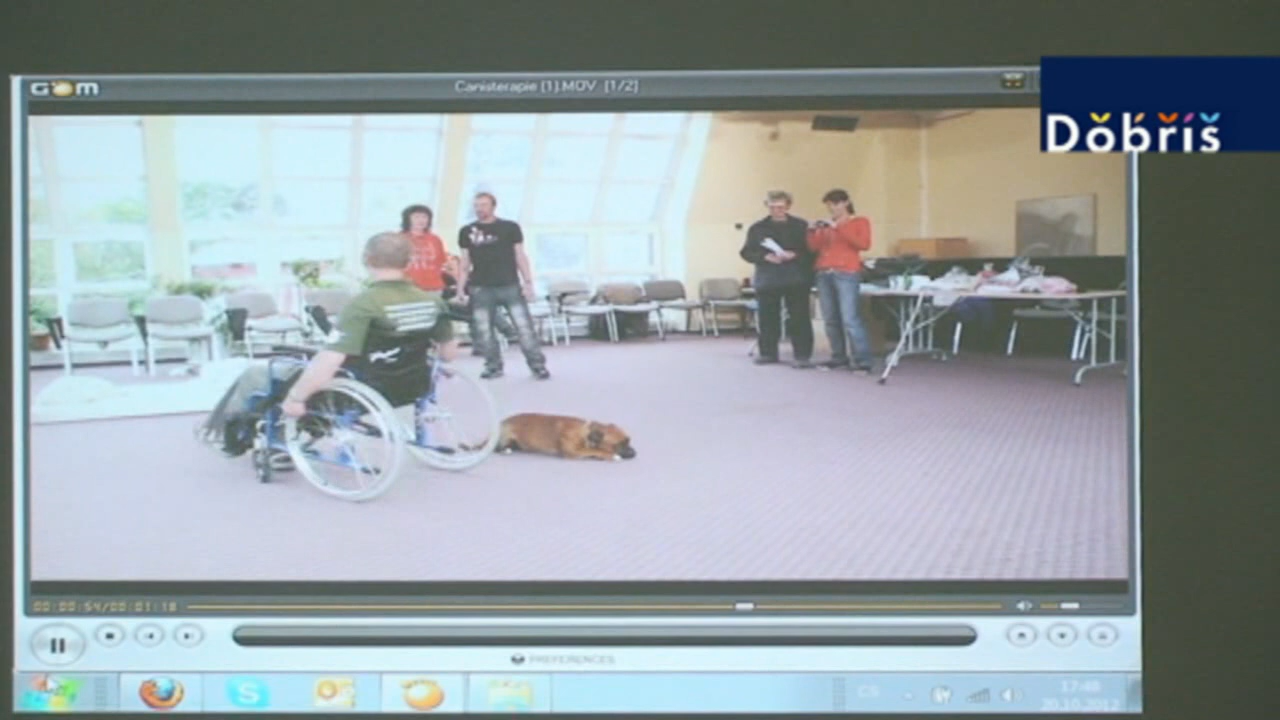 GOM
Canisterapie [1].MOV [1/2]
Dobříš
00:00:54/00:01:18
PREFERENCES
CS
17:48
20.10.2012